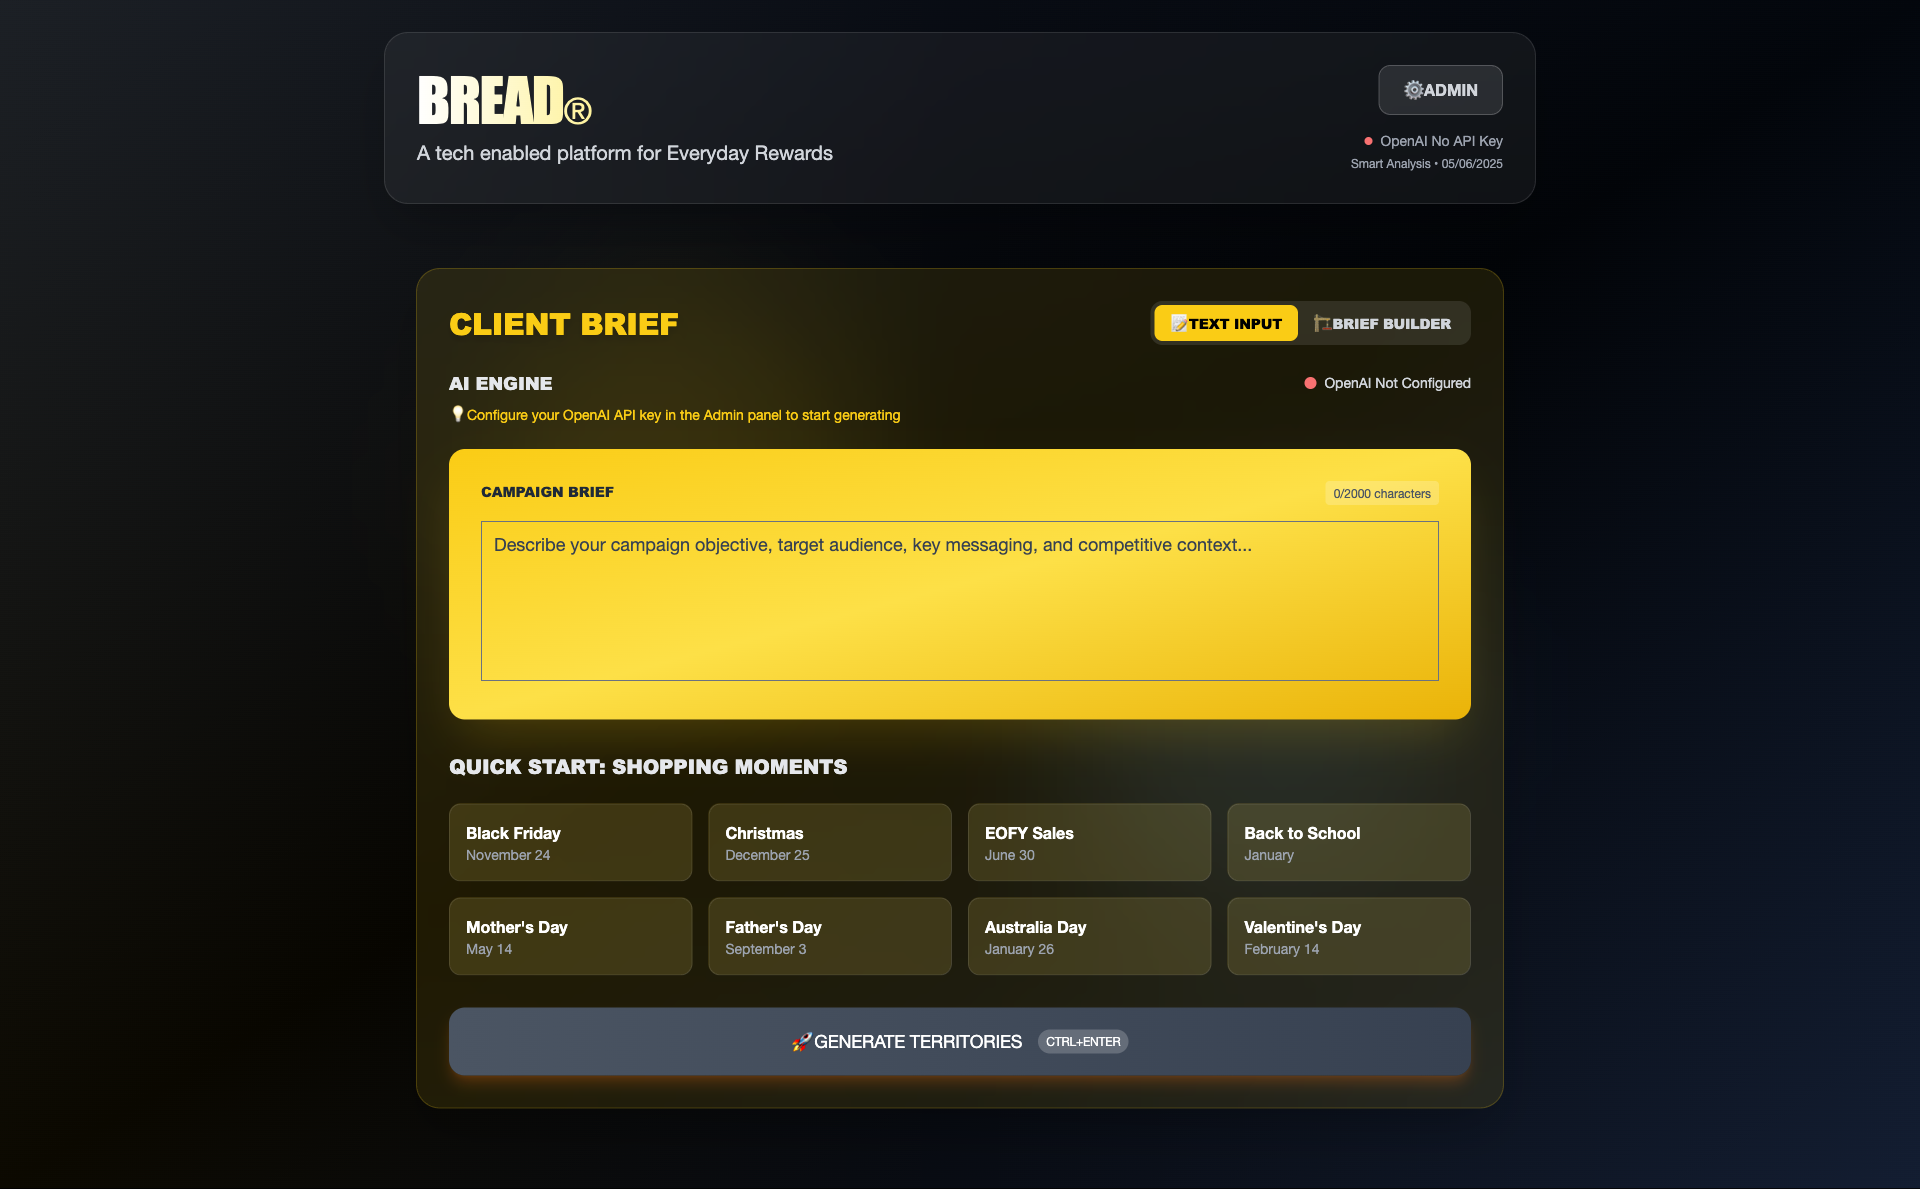 BREAD®
A tech enabled platform for Everyday Rewards
⚙️ADMIN
OpenAI No API Key
Smart Analysis • 05/06/2025
CLIENT BRIEF
📝TEXT INPUT
🏗️BRIEF BUILDER
AI ENGINE
OpenAI Not Configured
💡Configure your OpenAI API key in the Admin panel to start generating
CAMPAIGN BRIEF
0/2000 characters
Describe your campaign objective, target audience, key messaging, and competitive context...
QUICK START: SHOPPING MOMENTS
Black Friday
November 24
Christmas
December 25
EOFY Sales
June 30
Back to School
January
Mother's Day
May 14
Father's Day
September 3
Australia Day
January 26
Valentine's Day
February 14
🚀GENERATE TERRITORIES CTRL+ENTER